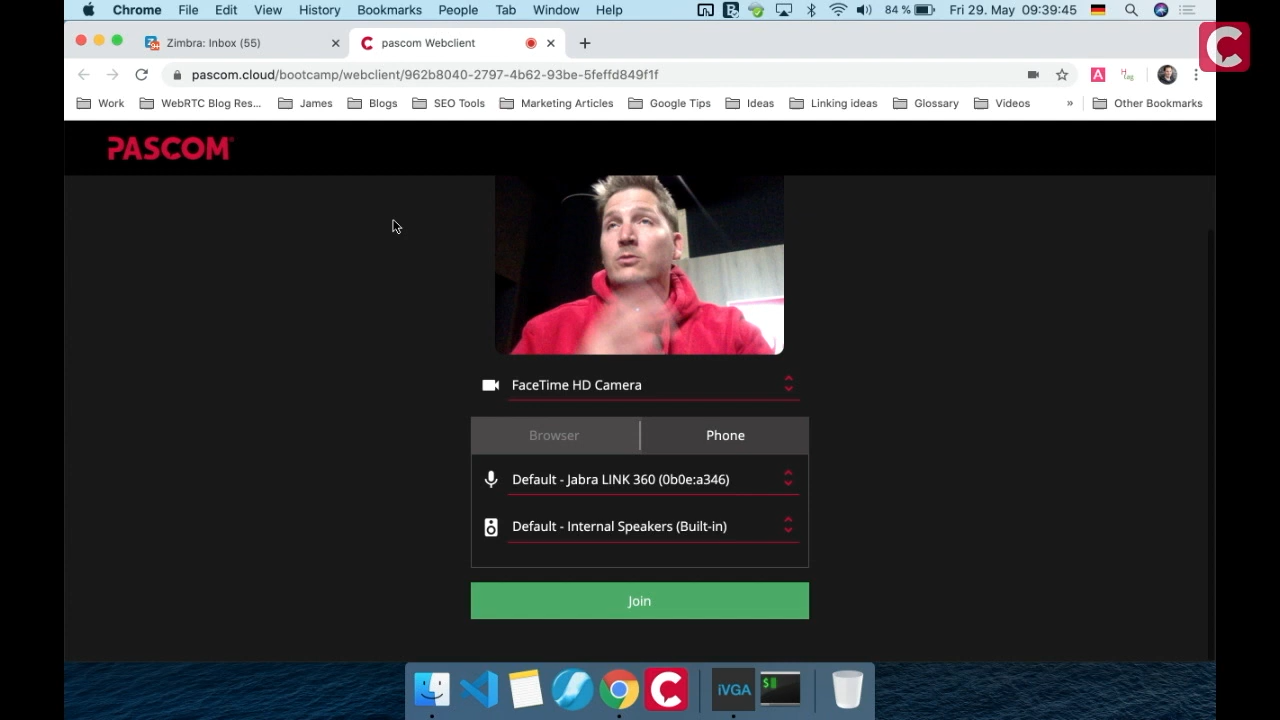 Chrome File Edit View History Bookmarks People Tab Window Help 84 % Fri 29. May 09:39:45
Zimbra: Inbox (55) pascom Webclient
pascom.cloud/bootcamp/webclient/962b8040-2797-4b62-93be-5feffd849f1f
Work WebRTC Blog Res... James Blogs SEO Tools Marketing Articles Google Tips Ideas Linking ideas Glossary Videos » Other Bookmarks
PASCOM
FaceTime HD Camera
Browser Phone
Default - Jabra LINK 360 (0b0e:a346)
Default - Internal Speakers (Built-in)
Join
iVGA